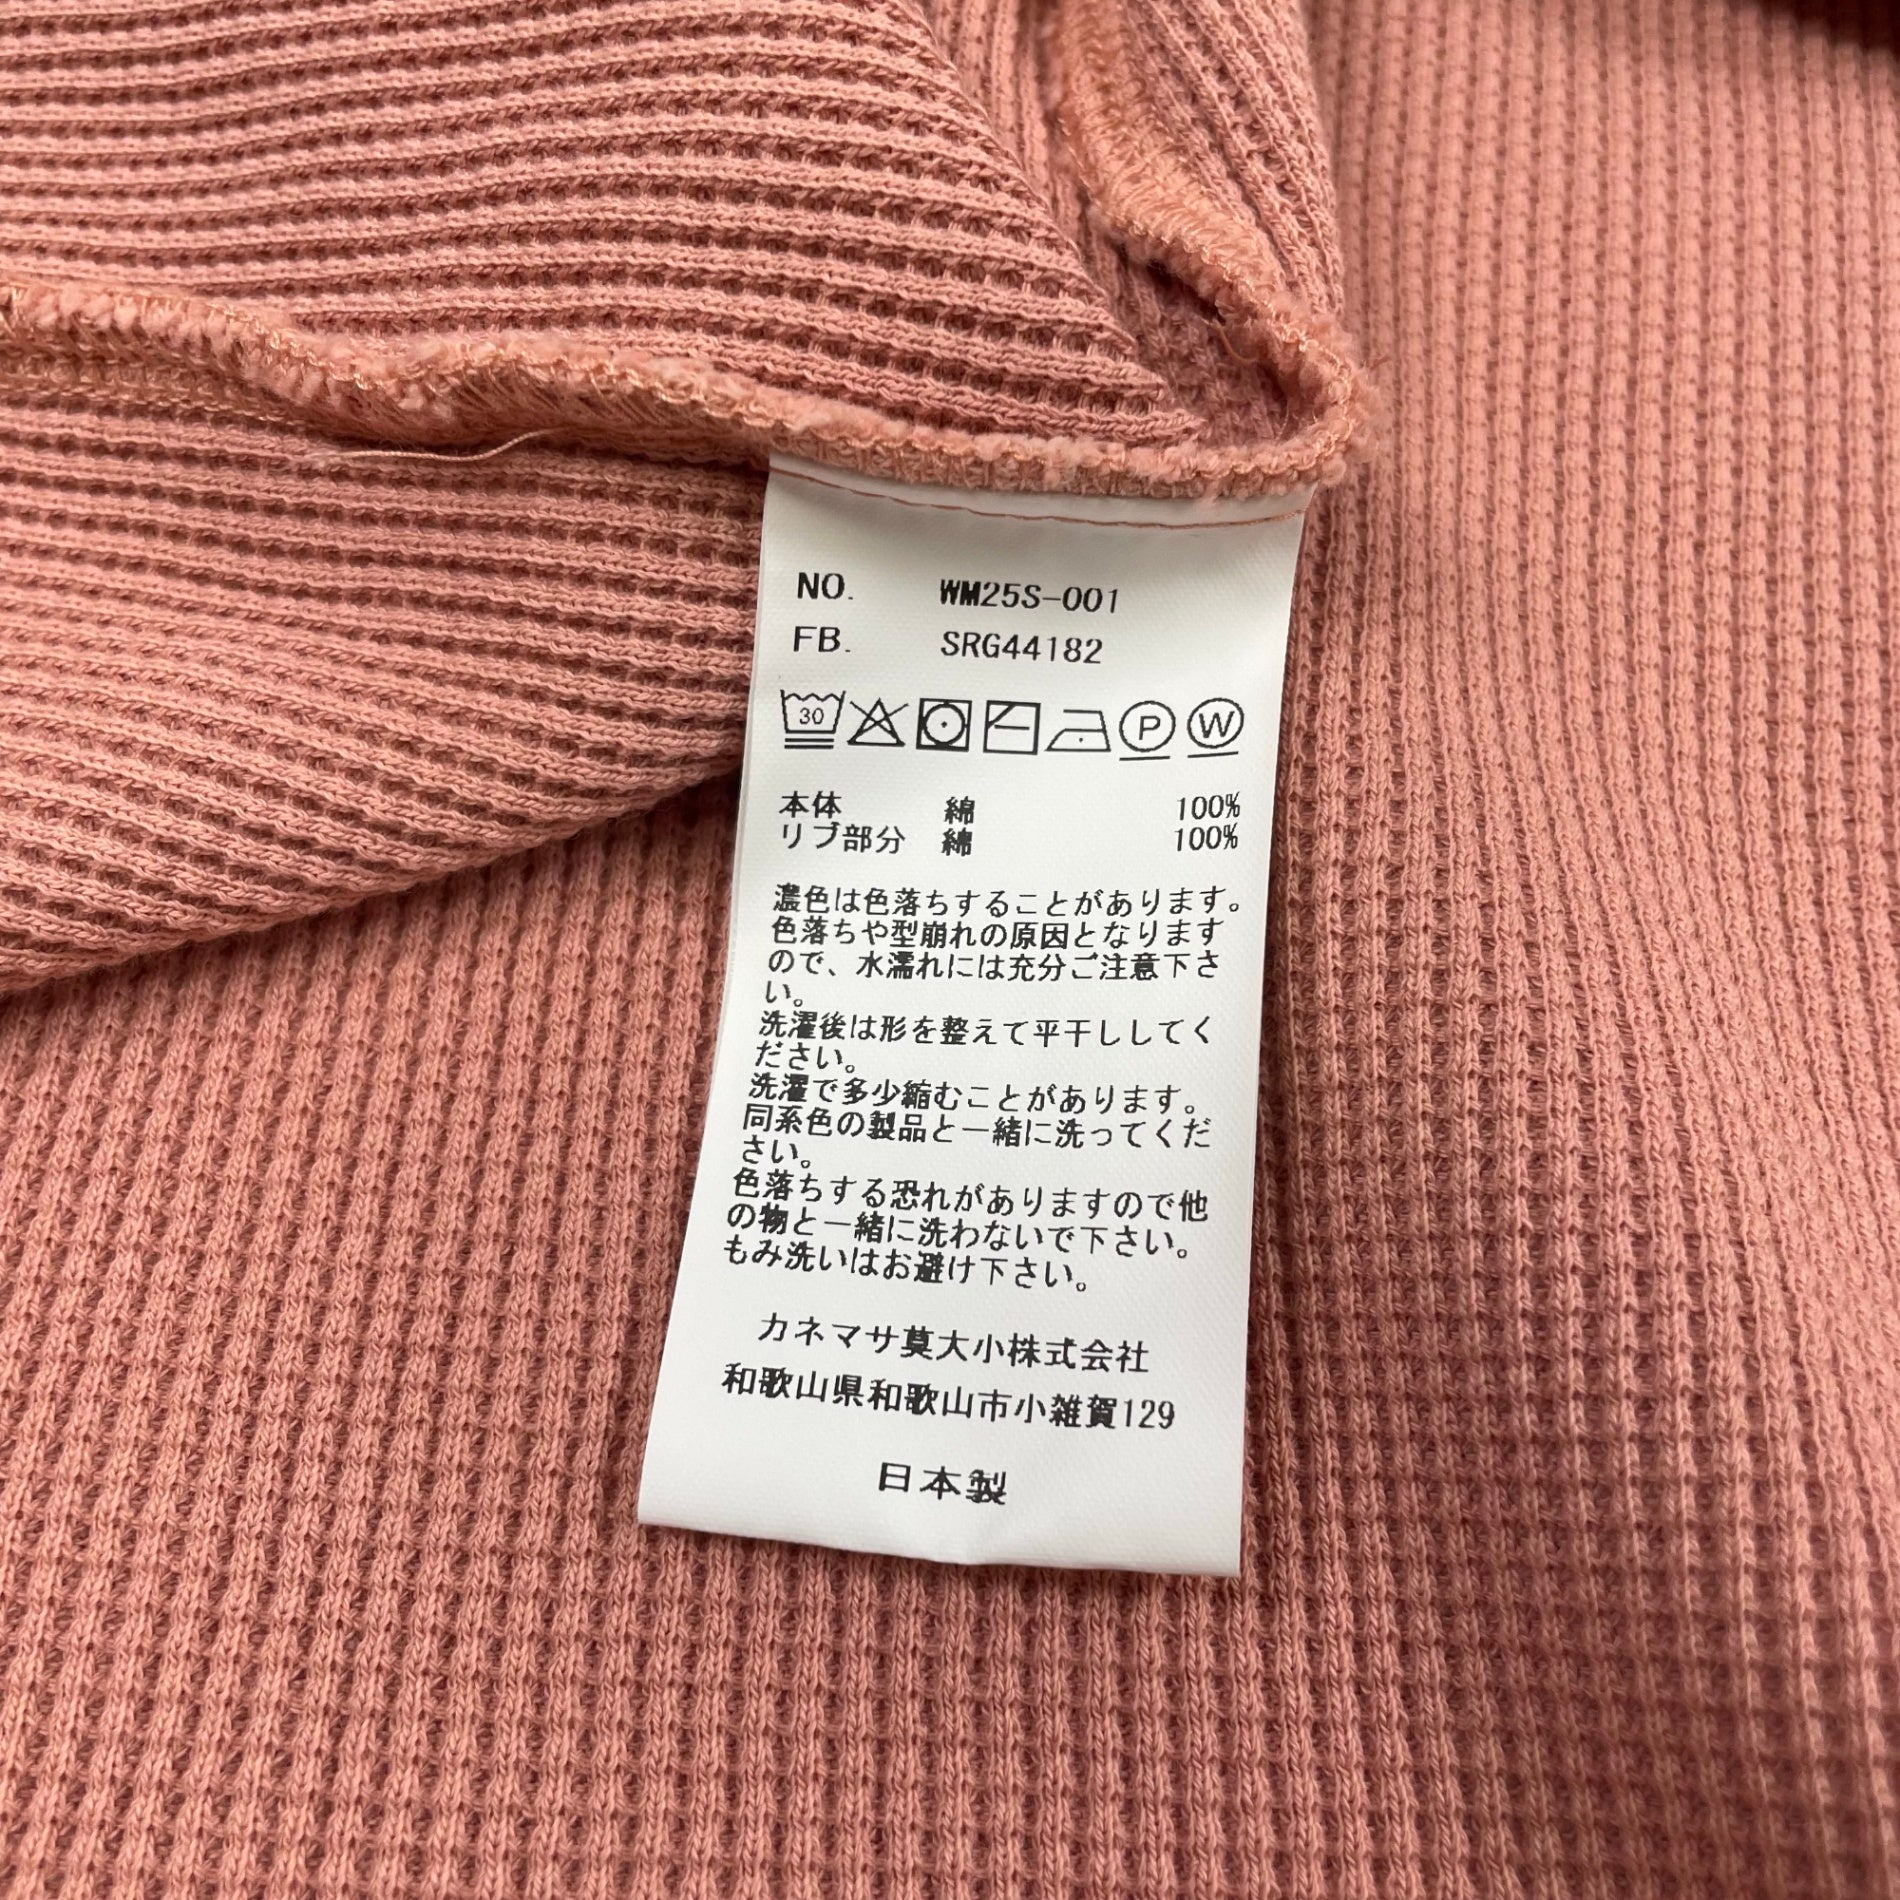 NO. WM25S-001
FB. SRG44182
30 P W
本体 綿 100%
リブ部分 綿 100%
濃色は色落ちすることがあります。
色落ちや型崩れの原因となります
ので、水濡れには充分ご注意下さ
い。
洗濯後は形を整えて平干ししてく
ださい。
洗濯で多少縮むことがあります。
同系色の製品と一緒に洗ってくだ
さい。
色落ちする恐れがありますので他
の物と一緒に洗わないで下さい。
もみ洗いはお避け下さい。
カネマサ莫大小株式会社
和歌山県和歌山市小雑賀129
日本製